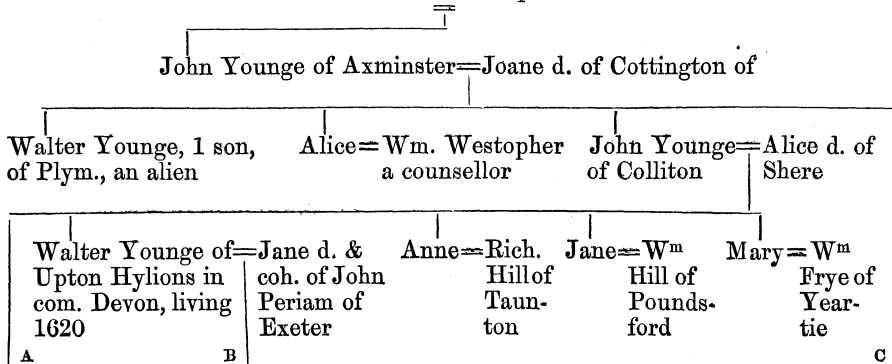 John Younge of Axminster=Joane d. of Cottington of
Walter Younge, 1 son, of Plym., an alien
Alice=Wm. Westopher a counsellor
John Younge=Alice d. of
of Colliton Shere
Walter Younge of=Jane d. &
Upton Hylions in coh. of John
com. Devon, living Periam of
1620 Exeter
Anne=Rich.
Hill of
Taun-
ton
Jane=Wm
Hill of
Pounds-
ford
Mary=Wm
Frye of
Year-
tie
A B C